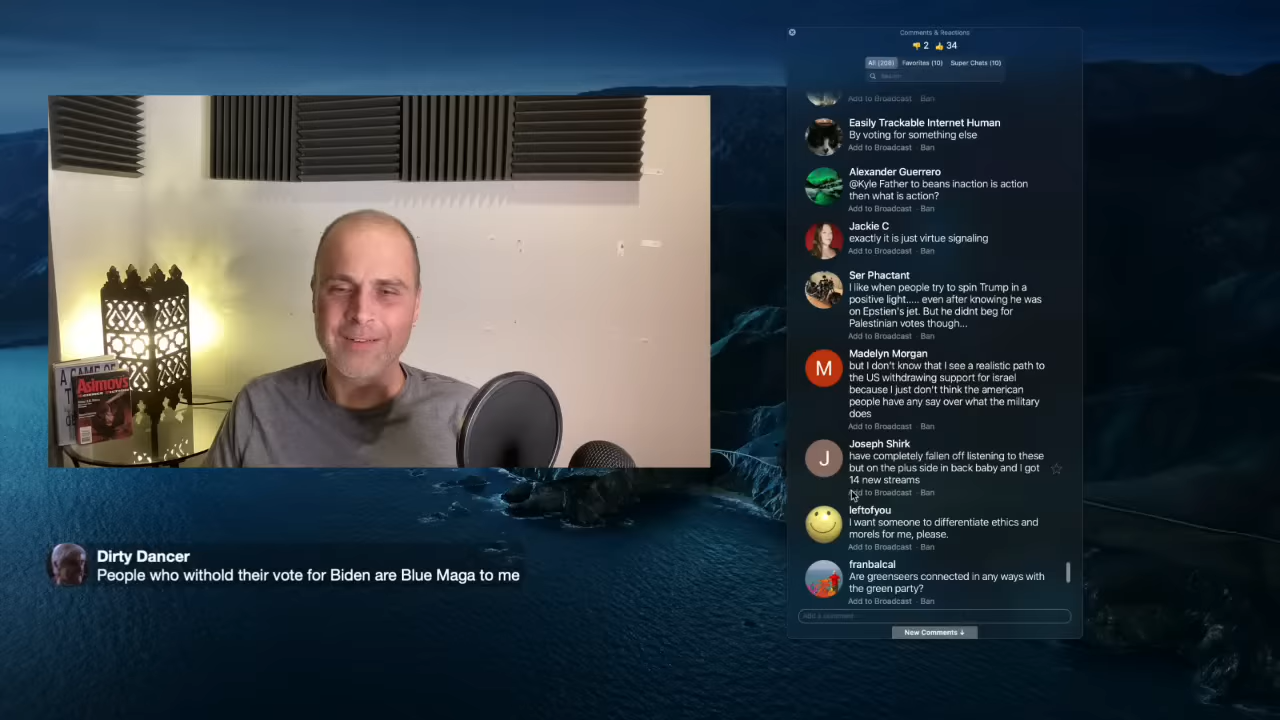 Comments & Reactions
👎 2 👍 34
All (208) Favorites (10) Super Chats (10)
Search
Add to Broadcast · Ban
Easily Trackable Internet Human
By voting for something else
Add to Broadcast · Ban
Alexander Guerrero
@Kyle Father to beans inaction is action
then what is action?
Add to Broadcast · Ban
Jackie C
exactly it is just virtue signaling
Add to Broadcast · Ban
Ser Phactant
I like when people try to spin Trump in a
positive light..... even after knowing he was
on Epstien's jet. But he didnt beg for
Palestinian votes though...
Add to Broadcast · Ban
M
Madelyn Morgan
but I don't know that I see a realistic path to
the US withdrawing support for israel
because I just don't think the american
people have any say over what the military
does
Add to Broadcast · Ban
J
Joseph Shirk
have completely fallen off listening to these
but on the plus side in back baby and I got
14 new streams
Add to Broadcast · Ban
leftofyou
I want someone to differentiate ethics and
morels for me, please.
Add to Broadcast · Ban
franbalcal
Are greenseers connected in any ways with
the green party?
Add to Broadcast · Ban
Add a comment
New Comments ↓
A GAME OF
Asimov's
SCIENCE FICTION
Dirty Dancer
People who withold their vote for Biden are Blue Maga to me